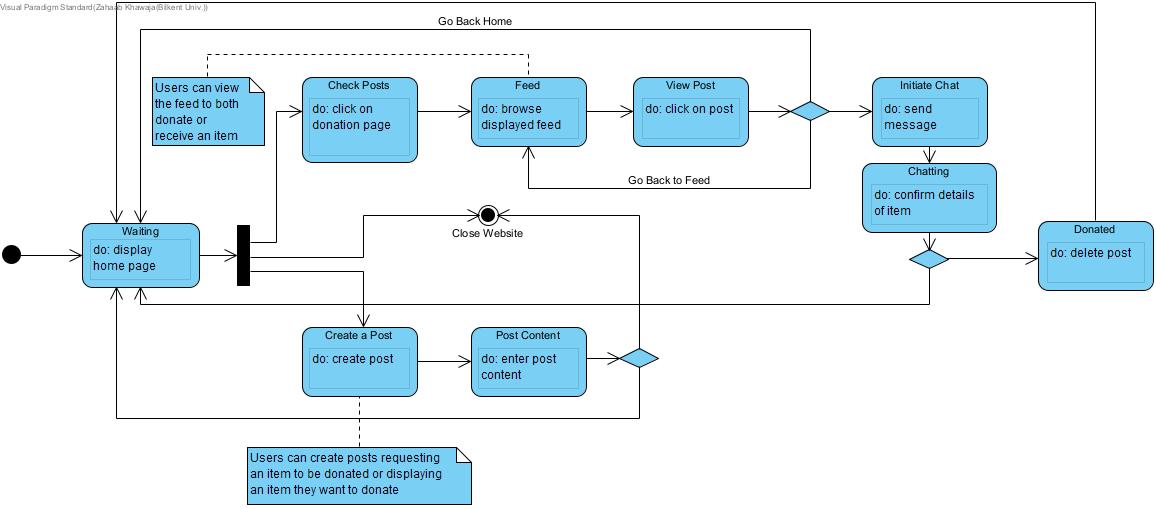 Visual Paradigm Standard(Zahaab Khawaja(Bilkent Univ.))
Go Back Home
Users can view
the feed to both
donate or
receive an item
Check Posts
do: click on
donation page
Feed
do: browse
displayed feed
View Post
do: click on post
Initiate Chat
do: send
message
Go Back to Feed
Chatting
do: confirm details
of item
Waiting
do: display
home page
Close Website
Donated
do: delete post
Create a Post
do: create post
Post Content
do: enter post
content
Users can create posts requesting
an item to be donated or displaying
an item they want to donate